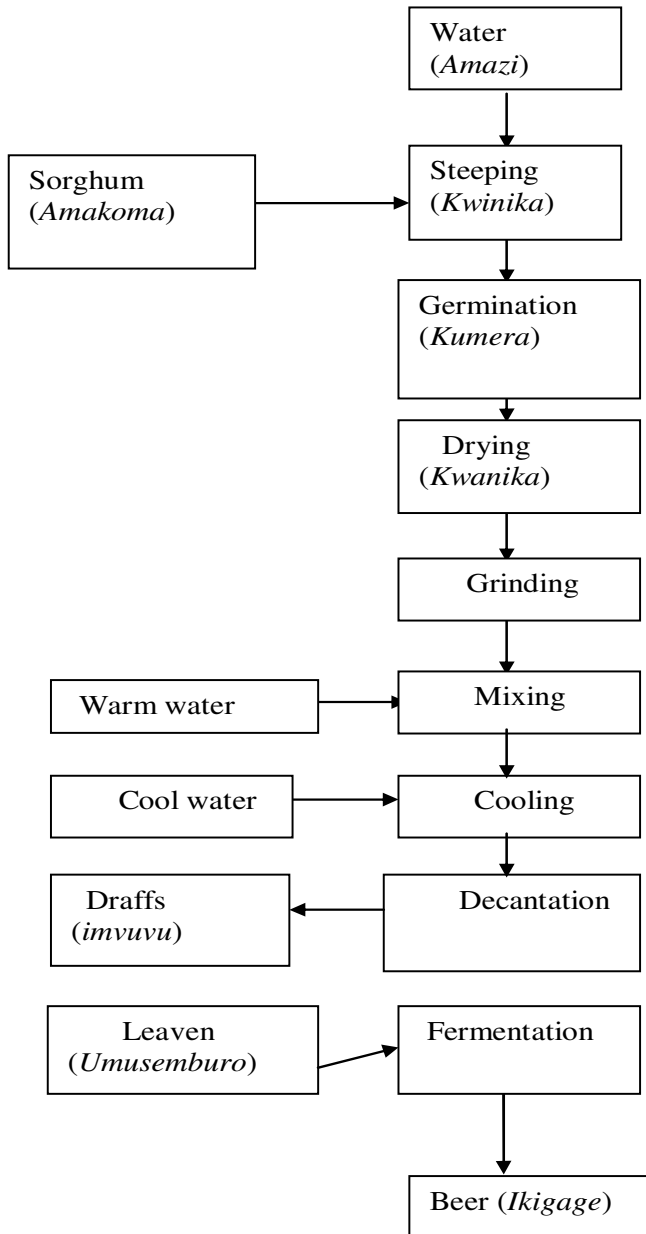 Water
(Amazi)
Sorghum
(Amakoma)
Steeping
(Kwinika)
Germination
(Kumera)
Drying
(Kwanika)
Grinding
Warm water
Mixing
Cool water
Cooling
Draffs
(imvuvu)
Decantation
Leaven
(Umusemburo)
Fermentation
Beer (Ikigage)